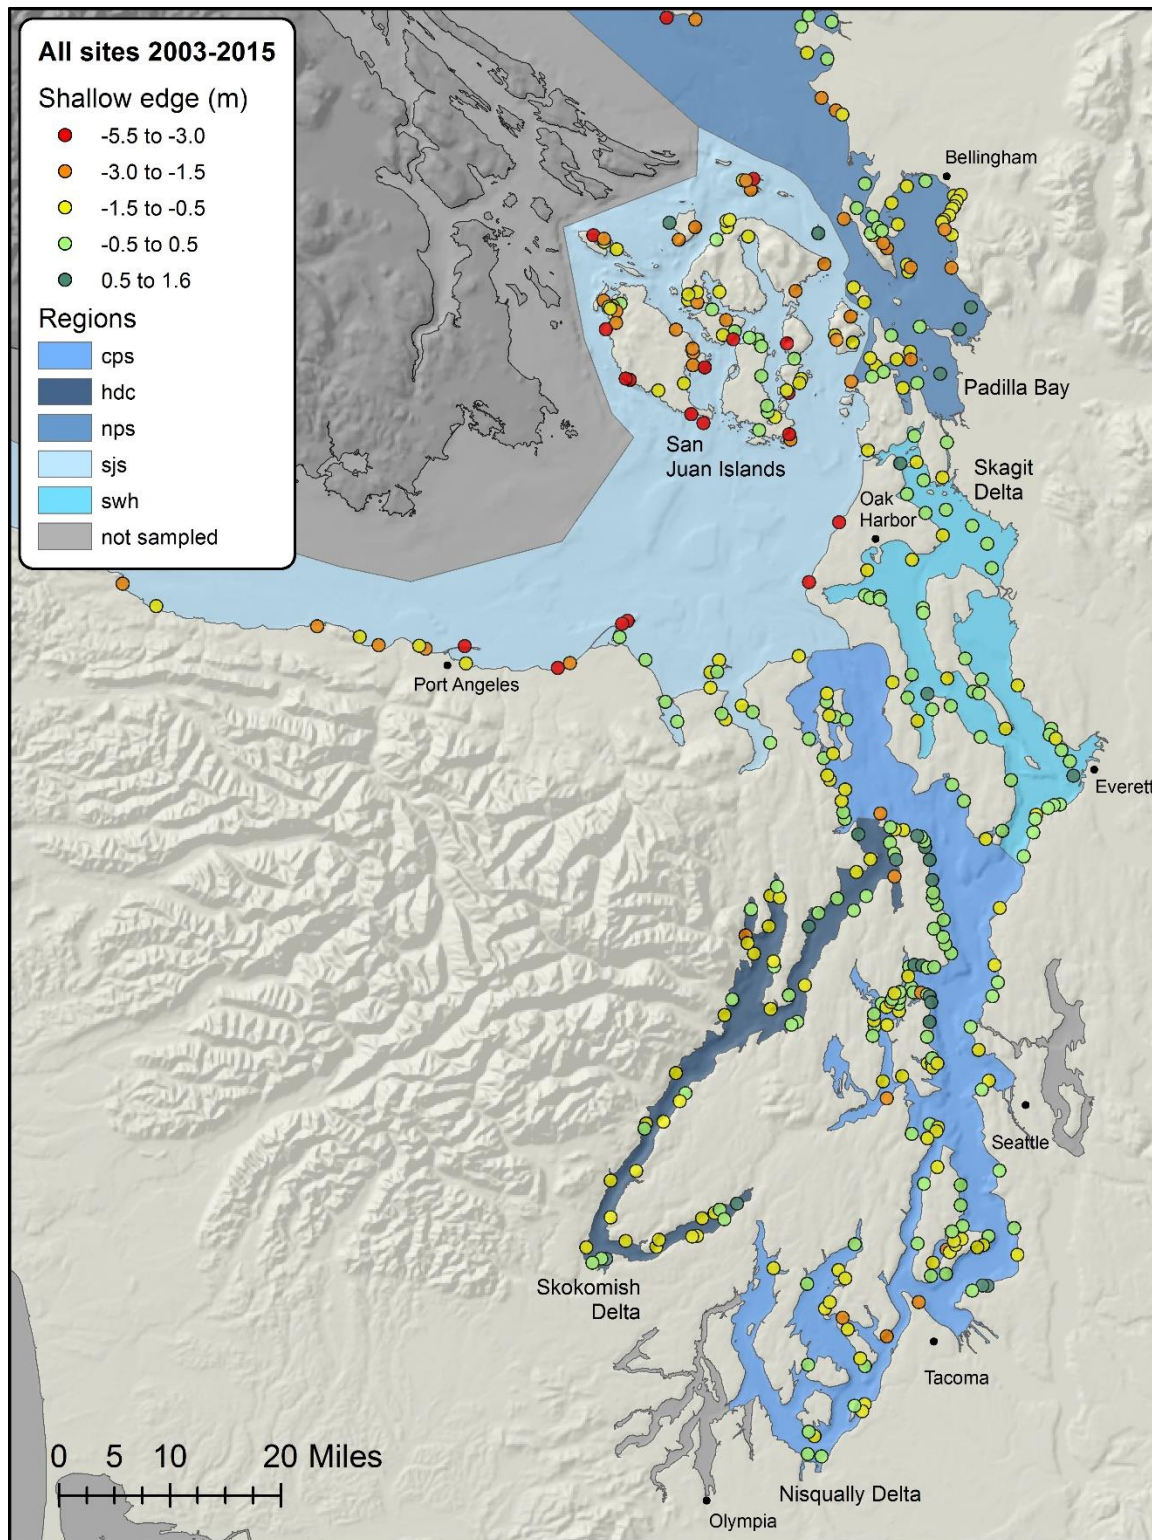 All sites 2003-2015
Shallow edge (m)
-5.5 to -3.0
-3.0 to -1.5
-1.5 to -0.5
-0.5 to 0.5
0.5 to 1.6
Regions
cps
hdc
nps
sjs
swh
not sampled
Bellingham
Padilla Bay
San
Juan Islands
Skagit
Delta
Oak
Harbor
Port Angeles
Everett
Seattle
Skokomish
Delta
Tacoma
0 5 10 20 Miles
Nisqually Delta
Olympia